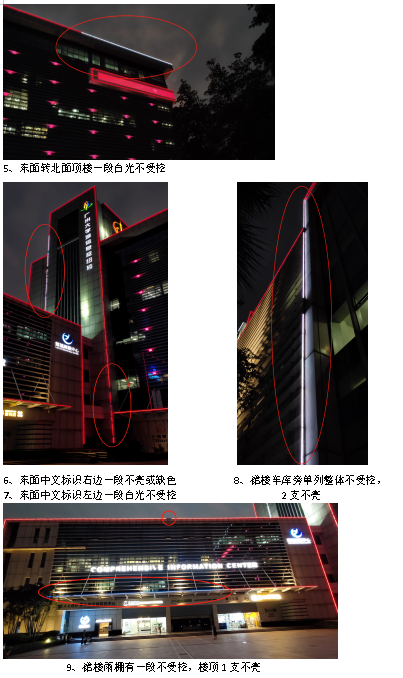 5、东面转北面顶楼一段白光不受控
6、东面中文标识右边一段不亮或缺色
7、东面中文标识左边一段白光不受控
8、裙楼车库旁单列整体不受控，
2支不亮
COMPREHENSIVE INFORMATION CENTER
9、裙楼雨棚有一段不受控，楼顶1支不亮